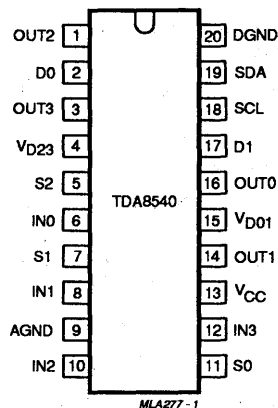 OUT2 1 20 DGND
D0 2 19 SDA
OUT3 3 18 SCL
VD23 4 17 D1
S2 5 16 OUT0
TDA8540
IN0 6 15 VD01
S1 7 14 OUT1
IN1 8 13 VCC
AGND 9 12 IN3
IN2 10 11 S0
MLA277 - 1